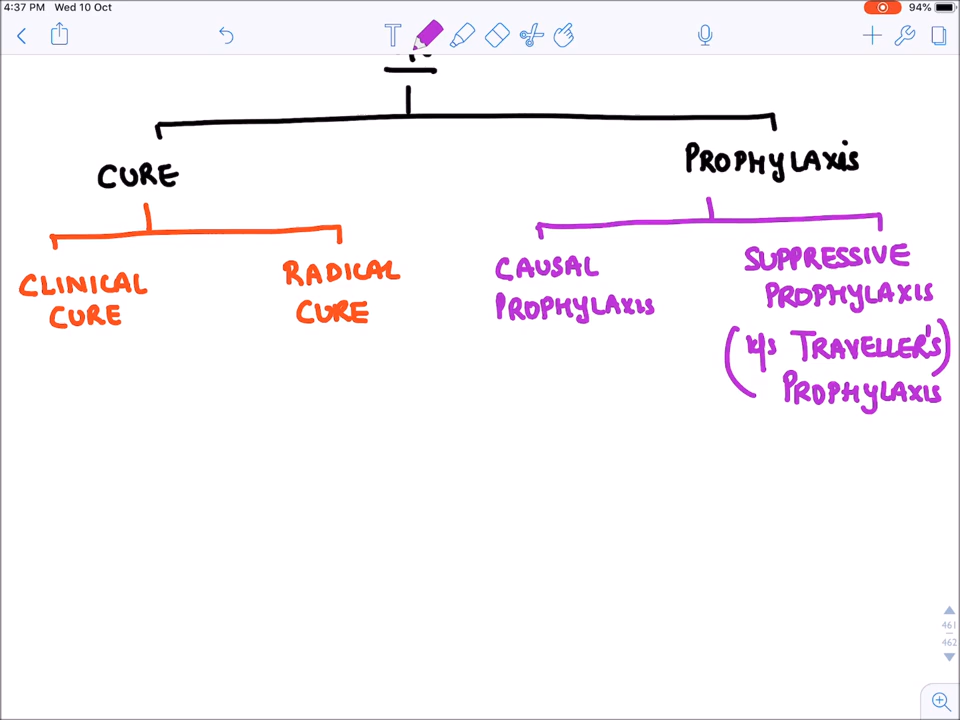 4:37 PM Wed 10 Oct
94%
T
CURE
PROPHYLAXIS
CLINICAL
CURE
RADICAL
CURE
CAUSAL
PROPHYLAXIS
SUPPRESSIVE
PROPHYLAXIS
(k/s TRAVELLER'S
PROPHYLAXIS)
461
462